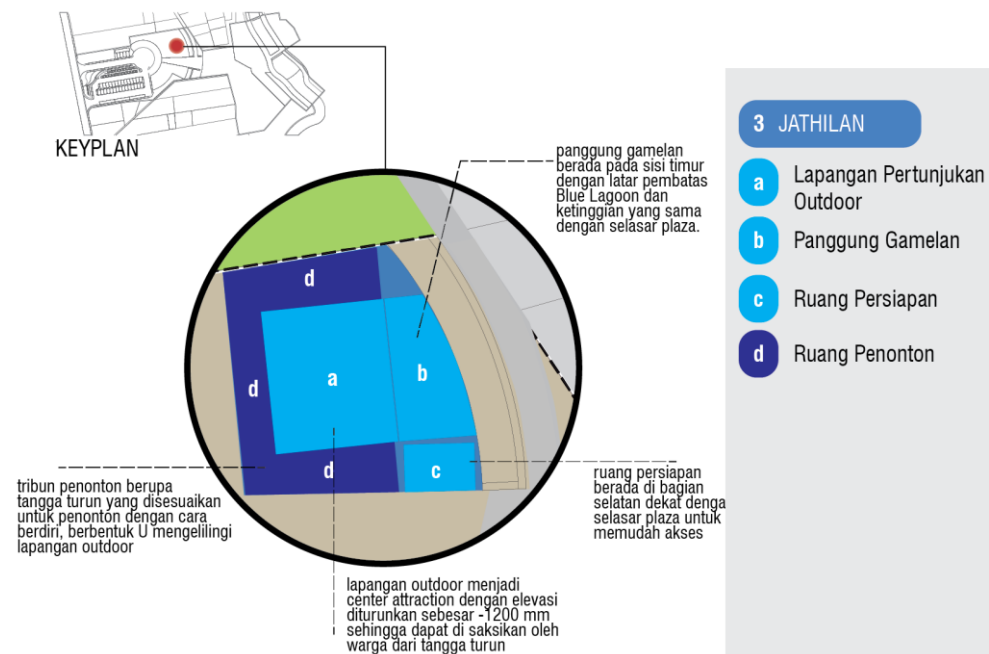 KEYPLAN
panggung gamelan
berada pada sisi timur
dengan latar pembatas
Blue Lagoon dan
ketinggian yang sama
dengan selasar plaza.
d
a
b
d
d
c
tribun penonton berupa
tangga turun yang disesuaikan
untuk penonton dengan cara
berdiri, berbentuk U mengelilingi
lapangan outdoor
ruang persiapan
berada di bagian
selatan dekat denga
selasar plaza untuk
memudah akses
lapangan outdoor menjadi
center attraction dengan elevasi
diturunkan sebesar -1200 mm
sehingga dapat di saksikan oleh
warga dari tangga turun
3 JATHILAN
a Lapangan Pertunjukan
Outdoor
b Panggung Gamelan
c Ruang Persiapan
d Ruang Penonton